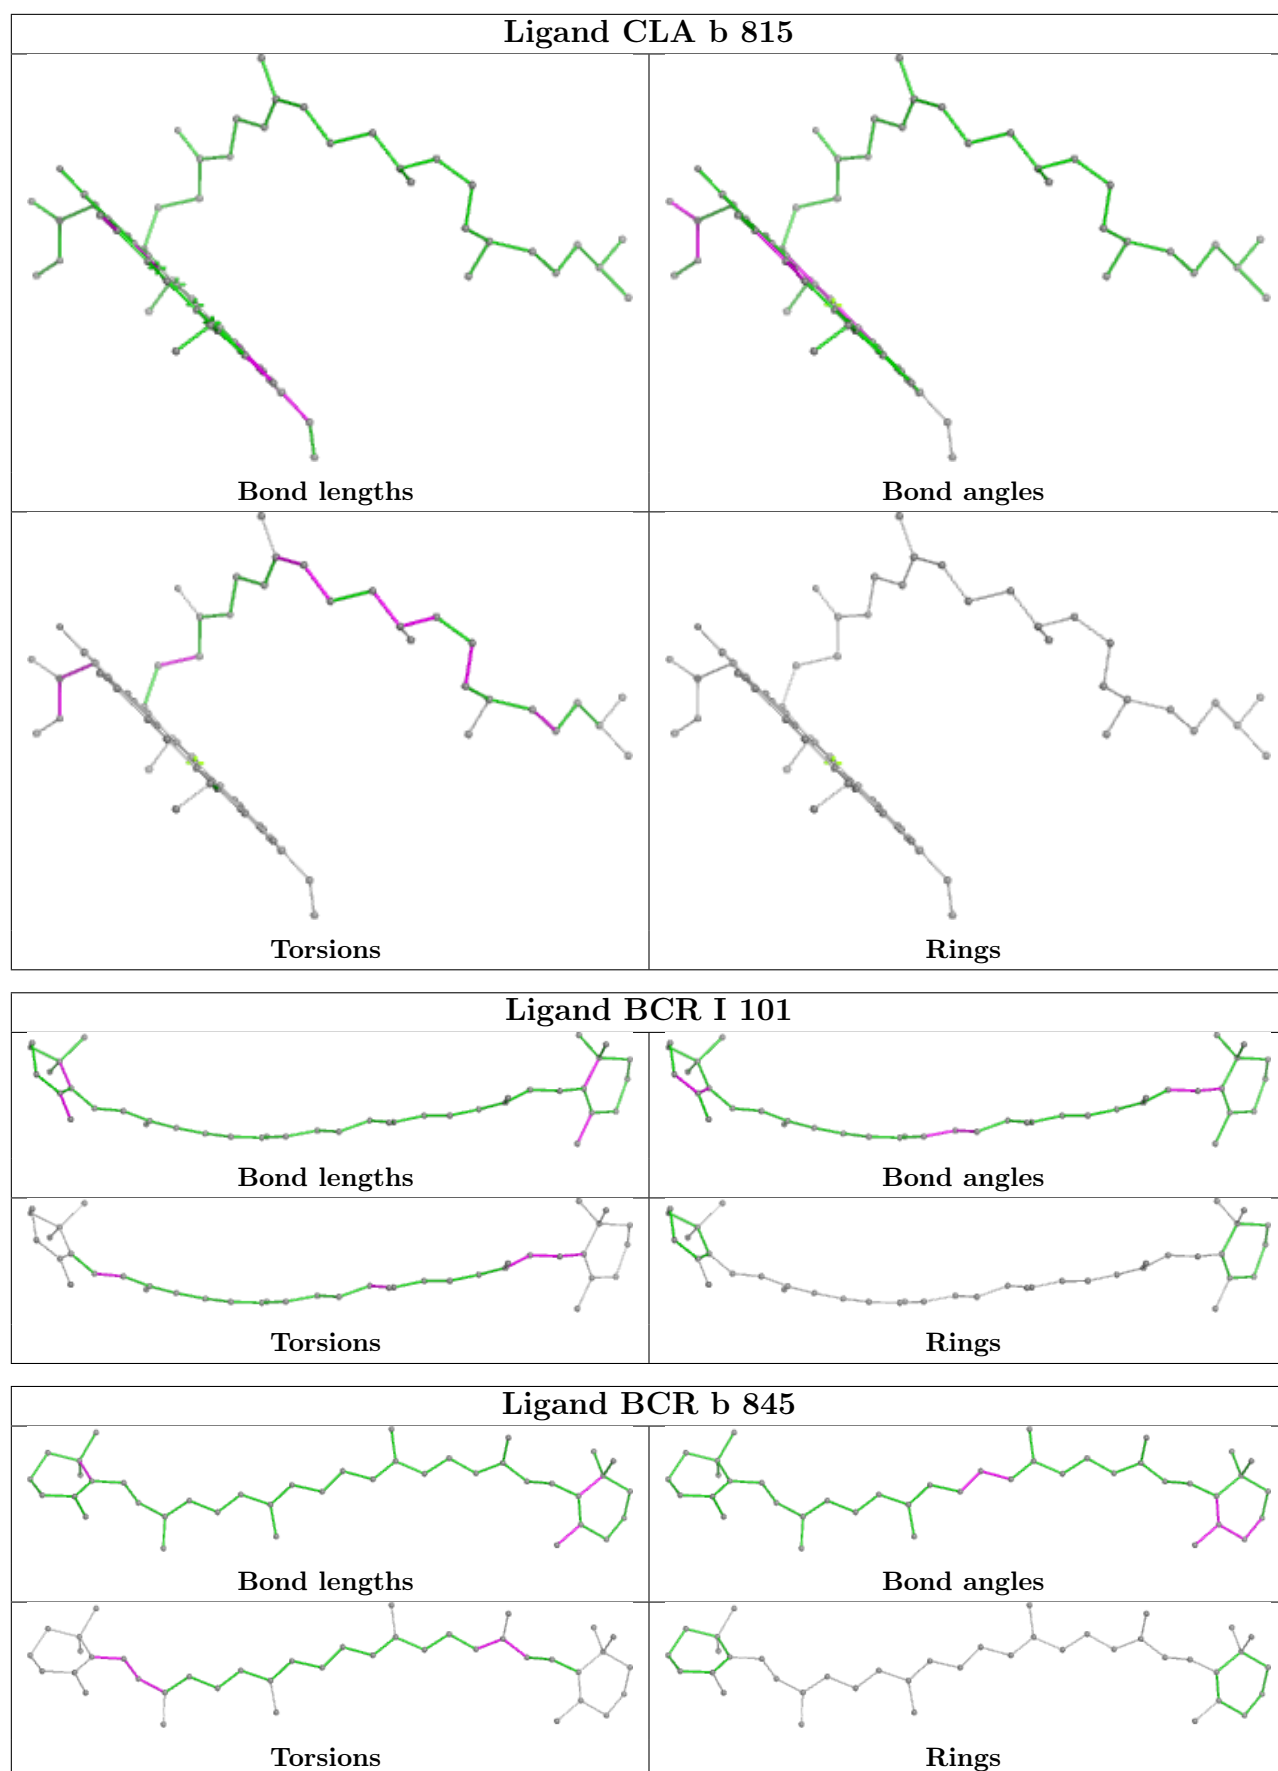 Ligand CLA b 815
Bond lengths
Bond angles
Torsions
Rings
Ligand BCR I 101
Bond lengths
Bond angles
Torsions
Rings
Ligand BCR b 845
Bond lengths
Bond angles
Torsions
Rings